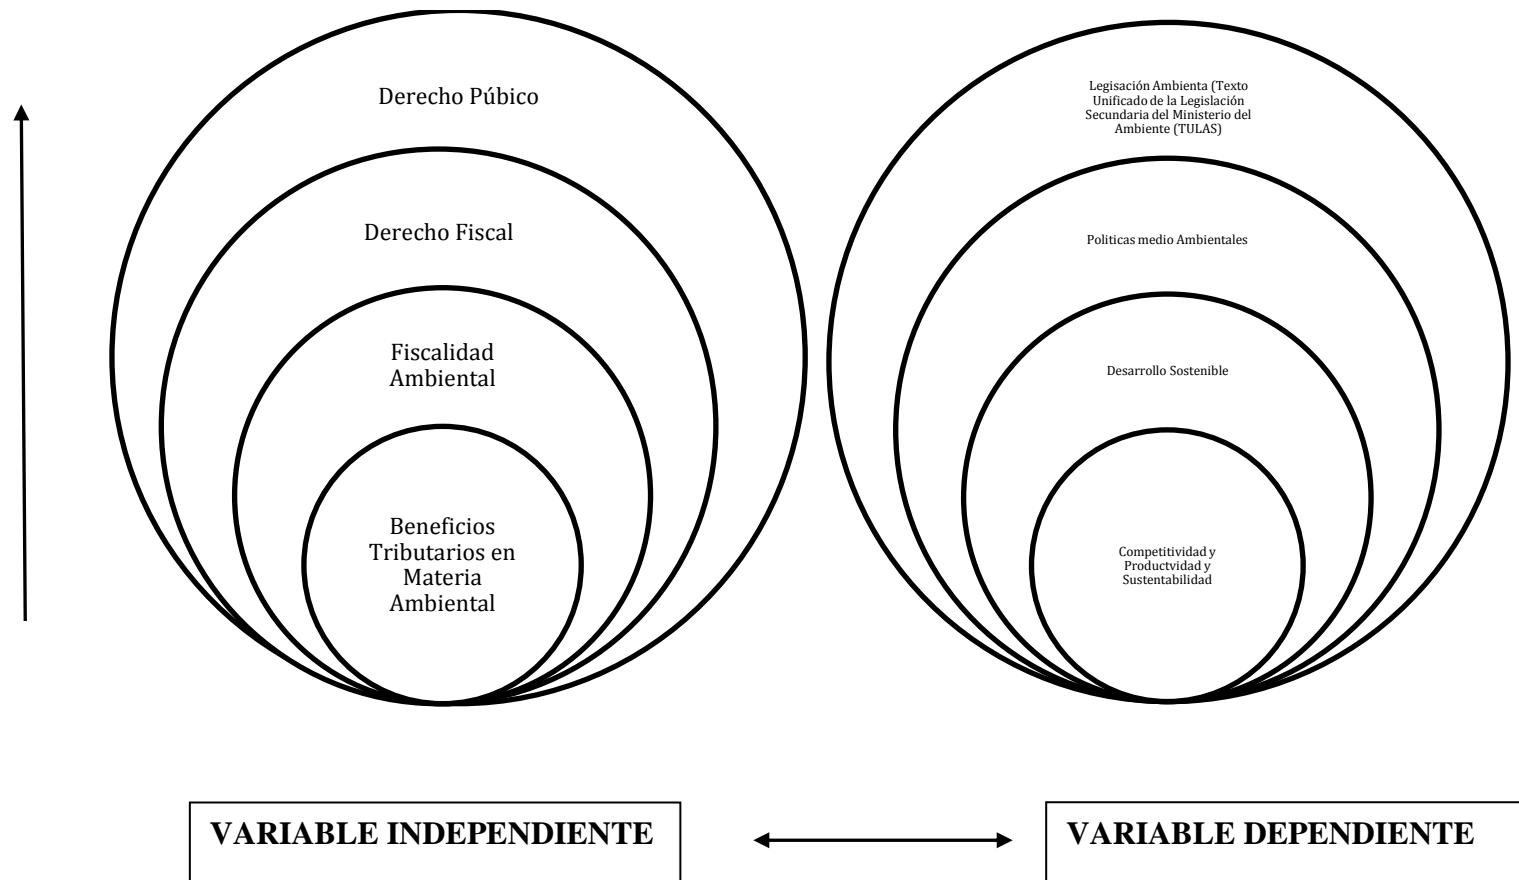 Derecho Púbico
Derecho Fiscal
Fiscalidad
Ambiental
Beneficios
Tributarios en
Materia
Ambiental
Legisación Ambienta (Texto
Unificado de la Legislación
Secundaria del Ministerio del
Ambiente (TULAS)
Politicas medio Ambientales
Desarrollo Sostenible
Competitividad y
Productvidad y
Sustentabilidad
VARIABLE INDEPENDIENTE
VARIABLE DEPENDIENTE